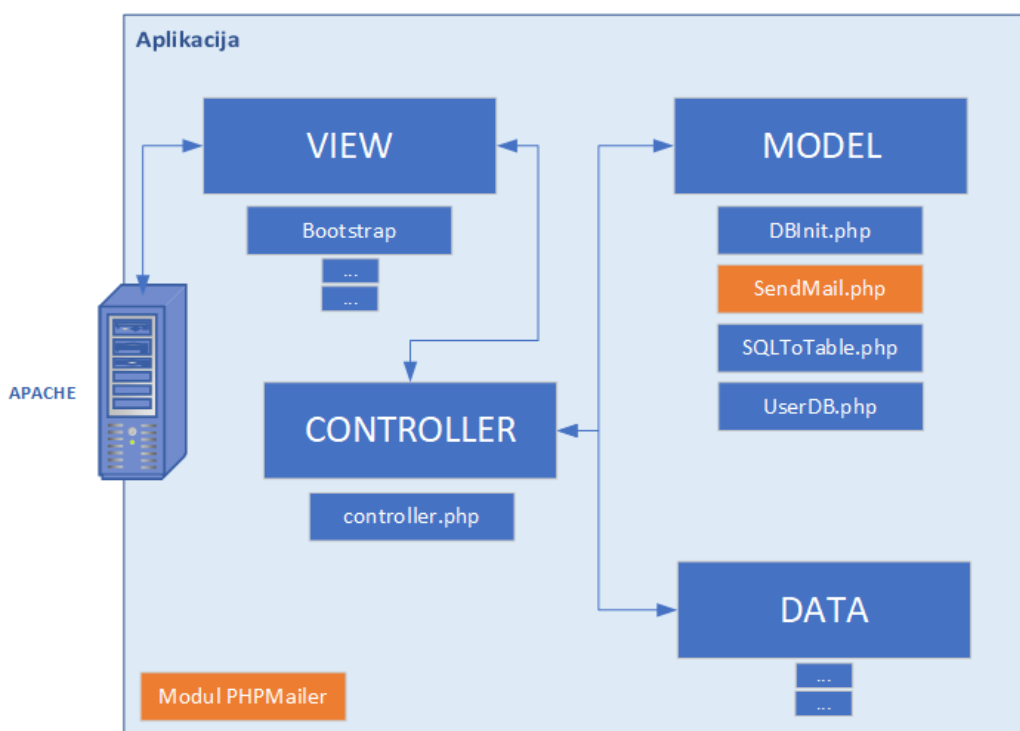 Aplikacija
VIEW
Bootstrap
...
...
APACHE
CONTROLLER
controller.php
MODEL
DBInit.php
SendMail.php
SQLToTable.php
UserDB.php
DATA
...
...
Modul PHPMailer